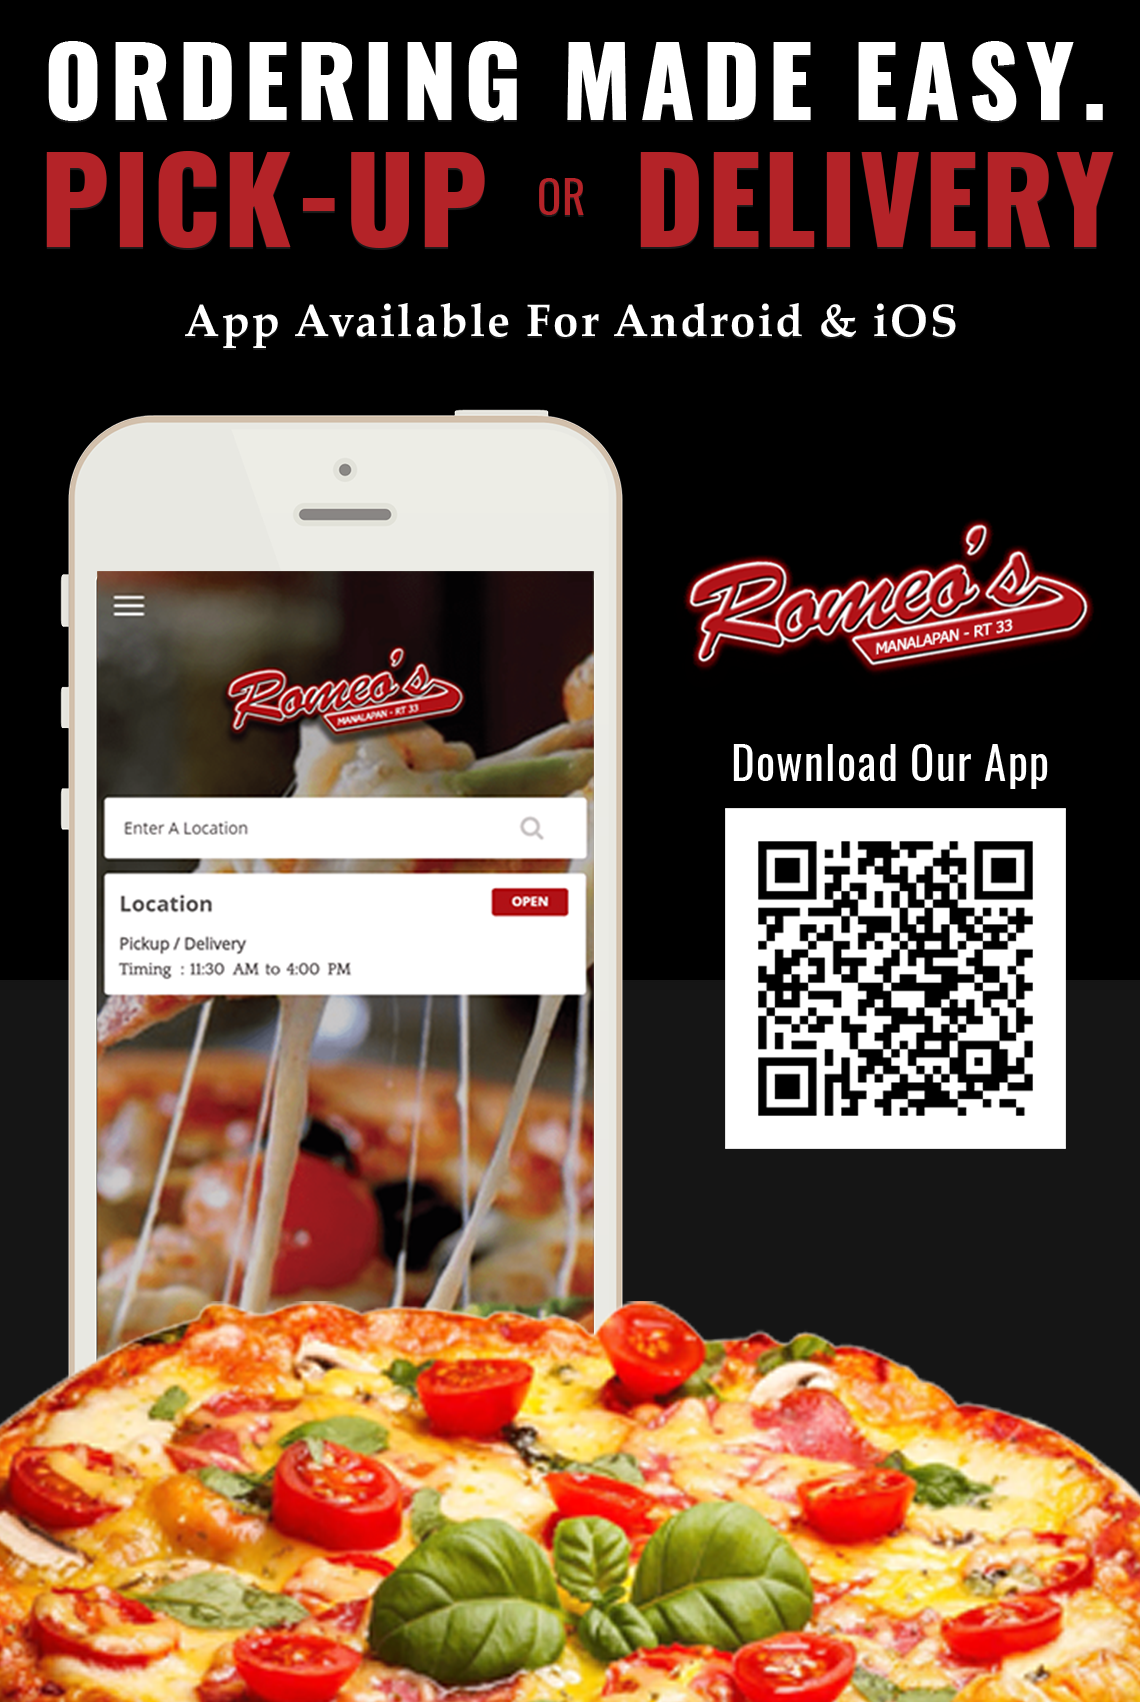 ORDERING MADE EASY.
PICK-UP OR DELIVERY
App Available For Android & iOS
Romeo's
MANALAPAN - RT 33
Enter A Location
Location
OPEN
Pickup / Delivery
Timing : 11:30 AM to 4:00 PM
Romeo's
MANALAPAN - RT 33
Download Our App